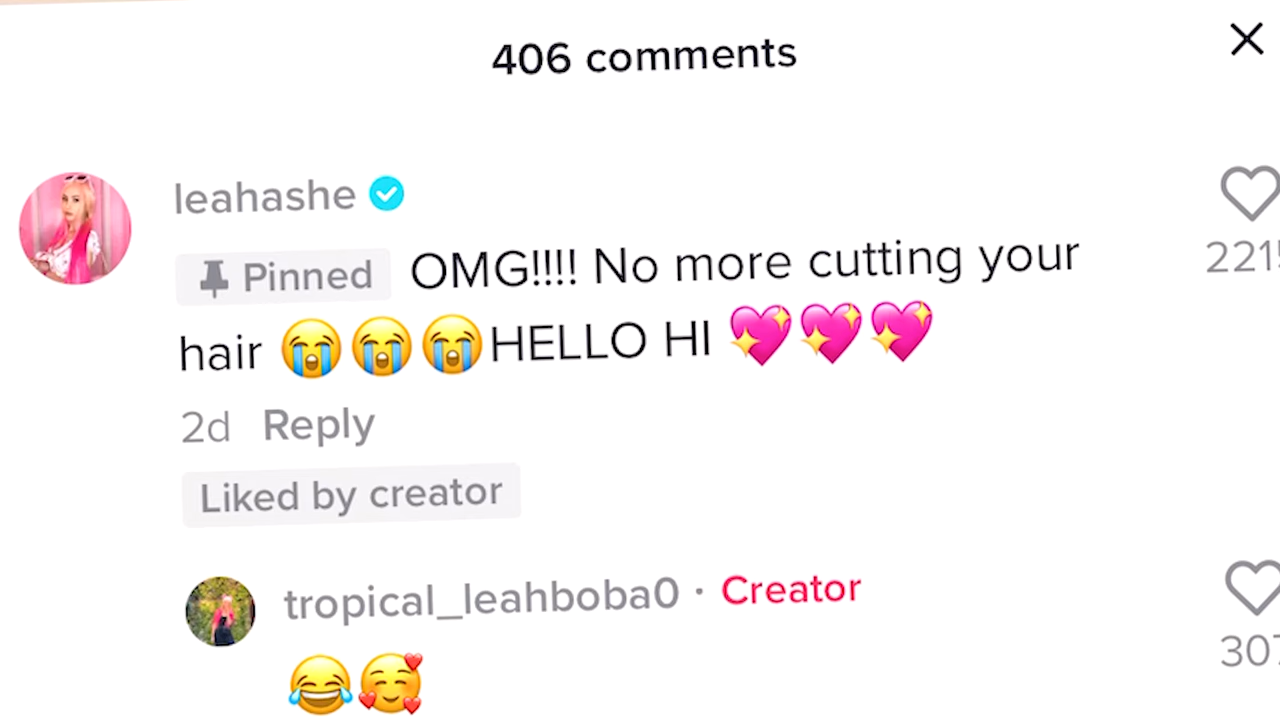 406 comments
leahashe
Pinned OMG!!!! No more cutting your
hair 😭😭😭HELLO HI 💖💖💖
2d Reply
Liked by creator
tropical_leahboba0 · Creator
😂🥰